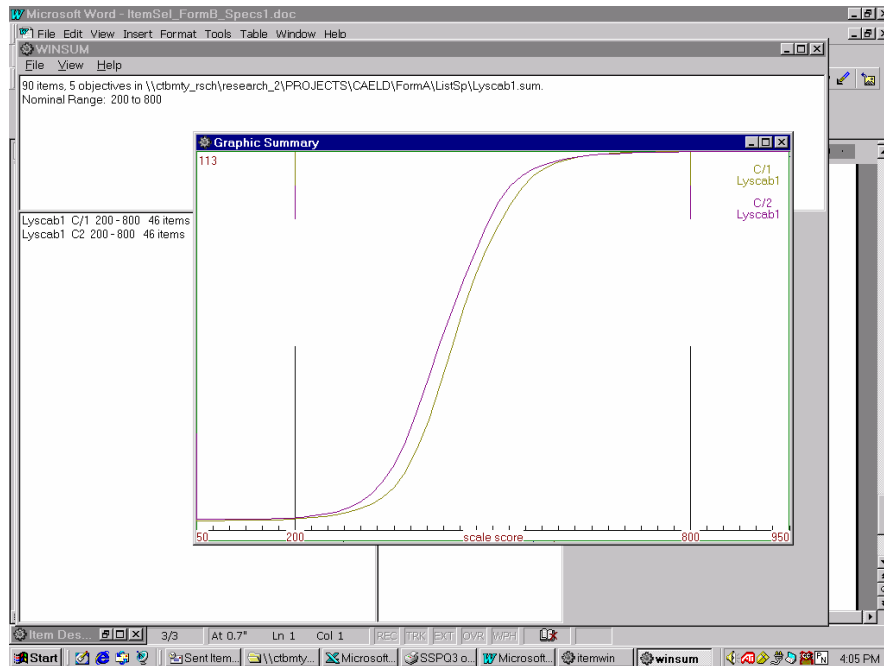 Microsoft Word - ItemSel_FormB_Specs1.doc
File Edit View Insert Format Tools Table Window Help
WINSUM
File View Help
90 items, 5 objectives in \\ctbmty_rsch\research_2\PROJECTS\CAELD\FormA\ListSp\Lyscab1.sum.
Nominal Range: 200 to 800
Graphic Summary
113
C/1
Lyscab1
C/2
Lyscab1
Lyscab1 C/1 200-800 46 items
Lyscab1 C2 200-800 46 items
50 200 scale score 800 950
Item Des... 3/3 At 0.7" Ln 1 Col 1 REC TRK EXT OVR WPH
Start Sent Item... \\ctbmty... Microsoft... SSPQ3 o... Microsoft... itemwin winsum 4:05 PM